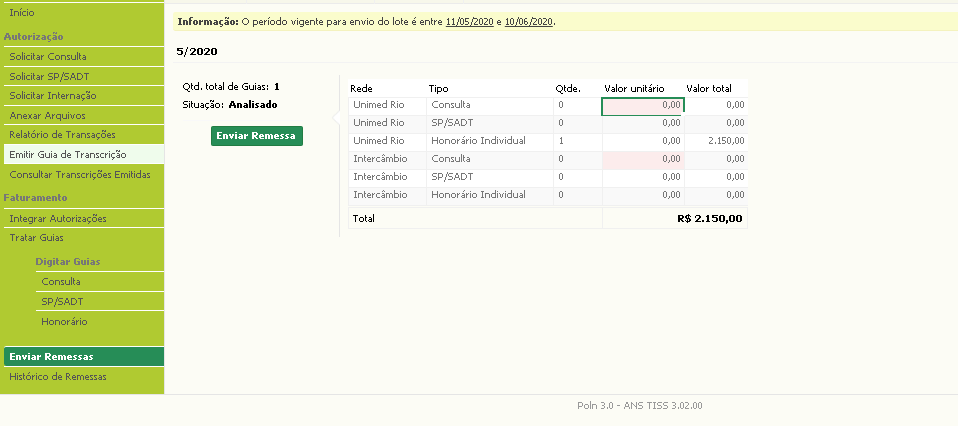 Início
Autorização
Solicitar Consulta
Solicitar SP/SADT
Solicitar Internação
Anexar Arquivos
Relatório de Transações
Emitir Guia de Transcrição
Consultar Transcrições Emitidas
Faturamento
Integrar Autorizações
Tratar Guias
Digitar Guias
Consulta
SP/SADT
Honorário
Enviar Remessas
Histórico de Remessas
Informação: O período vigente para envio do lote é entre 11/05/2020 e 10/06/2020.
5/2020
Qtd. total de Guias: 1
Situação: Analisado
Enviar Remessa
Rede Tipo Qtde. Valor unitário Valor total
Unimed Rio Consulta 0 0,00 0,00
Unimed Rio SP/SADT 0 0,00 0,00
Unimed Rio Honorário Individual 1 2.150,00
Intercâmbio Consulta 0 0,00 0,00
Intercâmbio SP/SADT 0 0,00 0,00
Intercâmbio Honorário Individual 0 0,00 0,00
Total R$ 2.150,00
Poln 3.0 - ANS TISS 3.02.00